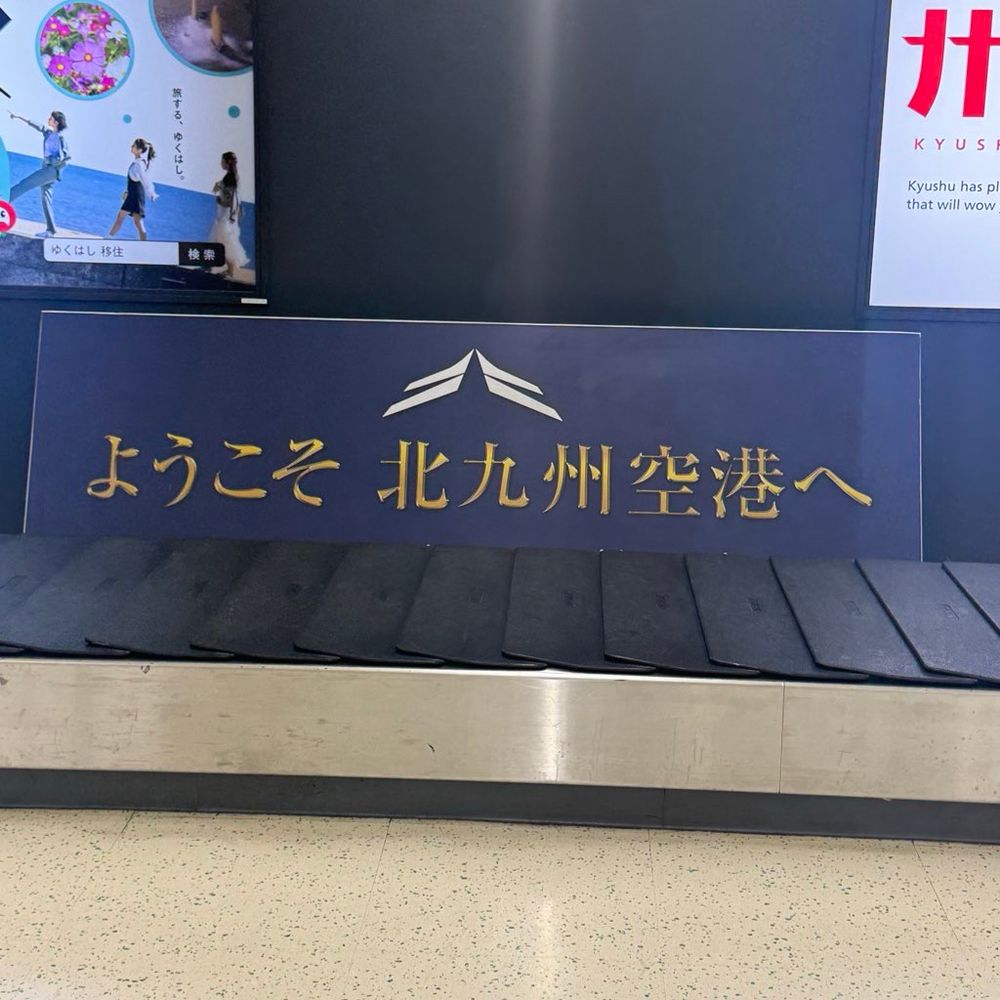 旅する、ゆくはし。
ゆくはし 移住
検索
Kyushu has
that will wow
ようこそ 北九州空港へ